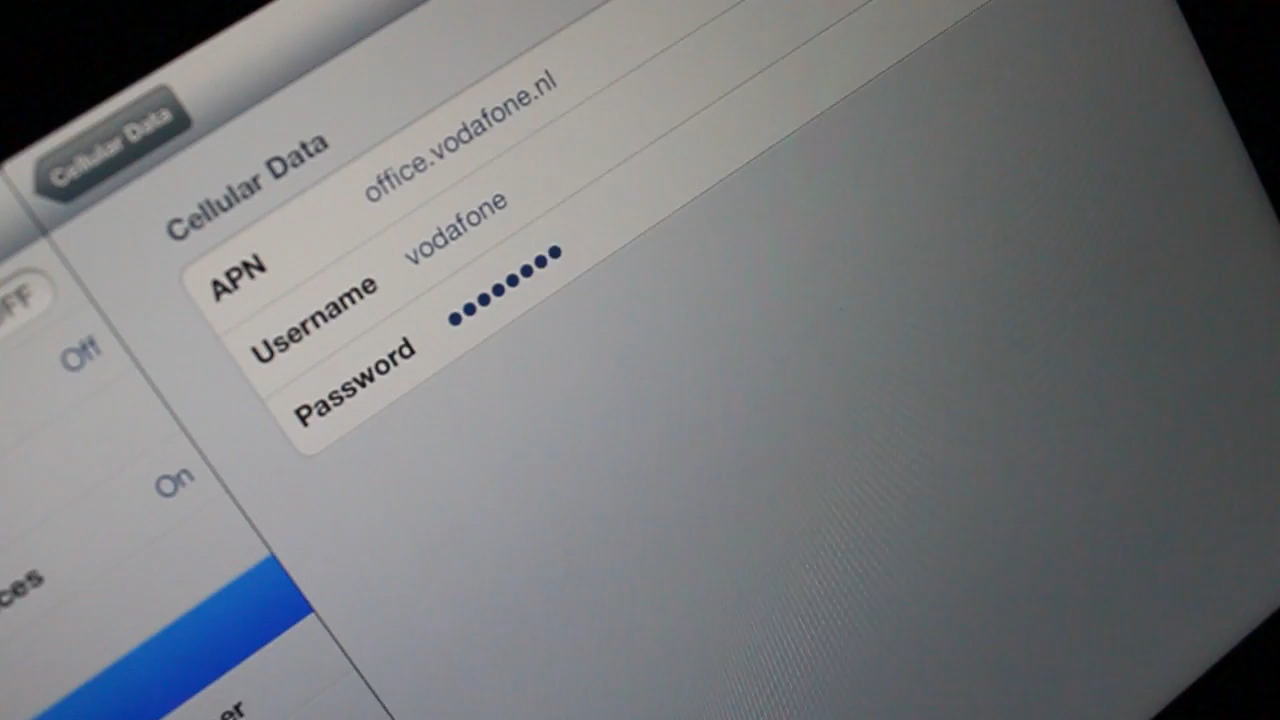 Cellular Data
Cellular Data
APN office.vodafone.nl
Username vodafone
Password ••••••••
Off
On